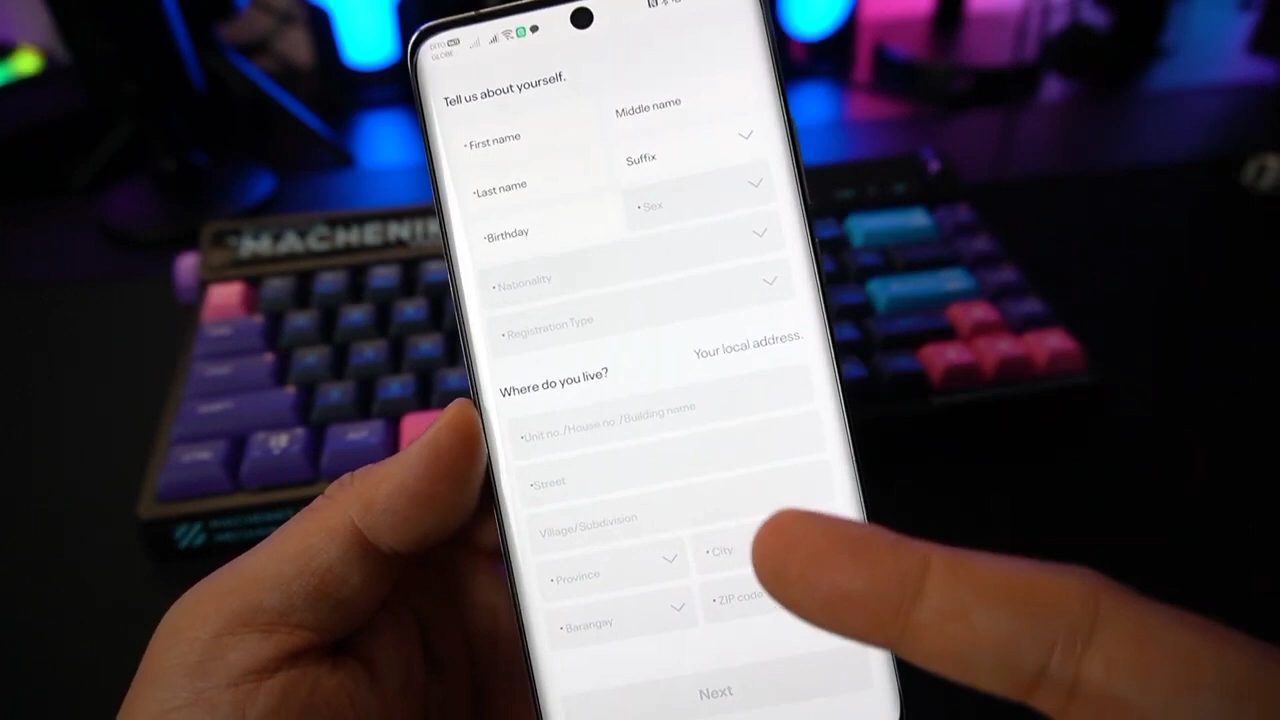 DITO
GLOBE
Tell us about yourself.
• First name
Middle name
• Last name
Suffix
• Birthday
• Sex
• Nationality
• Registration Type
Where do you live?
Your local address.
• Unit no./House no./Building name
• Street
Village/Subdivision
• Province
• City
• Barangay
• ZIP code
Next